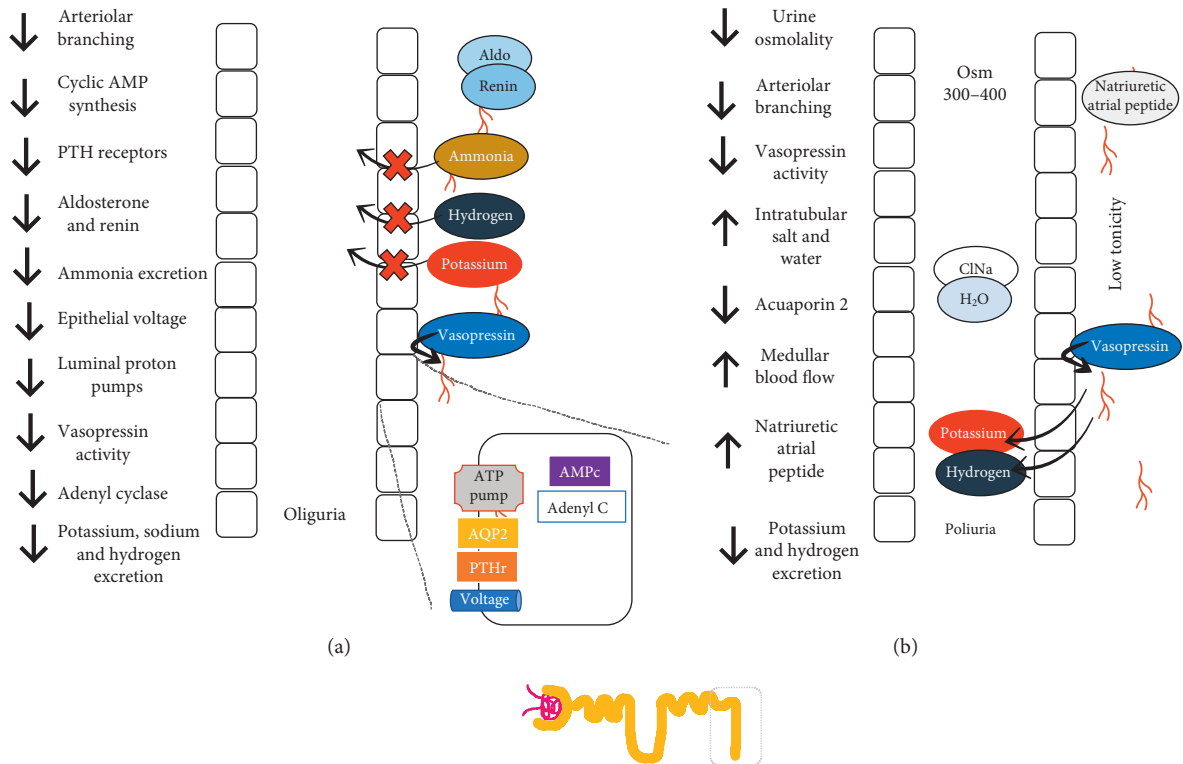 Arteriolar
branching
Cyclic AMP
synthesis
PTH receptors
Aldosterone
and renin
Ammonia excretion
Epithelial voltage
Luminal proton
pumps
Vasopressin
activity
Adenyl cyclase
Potassium, sodium
and hydrogen
excretion
Oliguria
Aldo
Renin
Ammonia
Hydrogen
Potassium
Vasopressin
ATP
pump
AMPc
Adenyl C
AQP2
PTHr
Voltage
(a)
Urine
osmolality
Arteriolar
branching
Vasopressin
activity
Intratubular
salt and
water
Acuaporin 2
Medullar
blood flow
Natriuretic
atrial
peptide
Potassium
and hydrogen
excretion
Osm
300–400
Natriuretic
atrial peptide
Low tonicity
ClNa
H₂O
Vasopressin
Potassium
Hydrogen
Poliuria
(b)